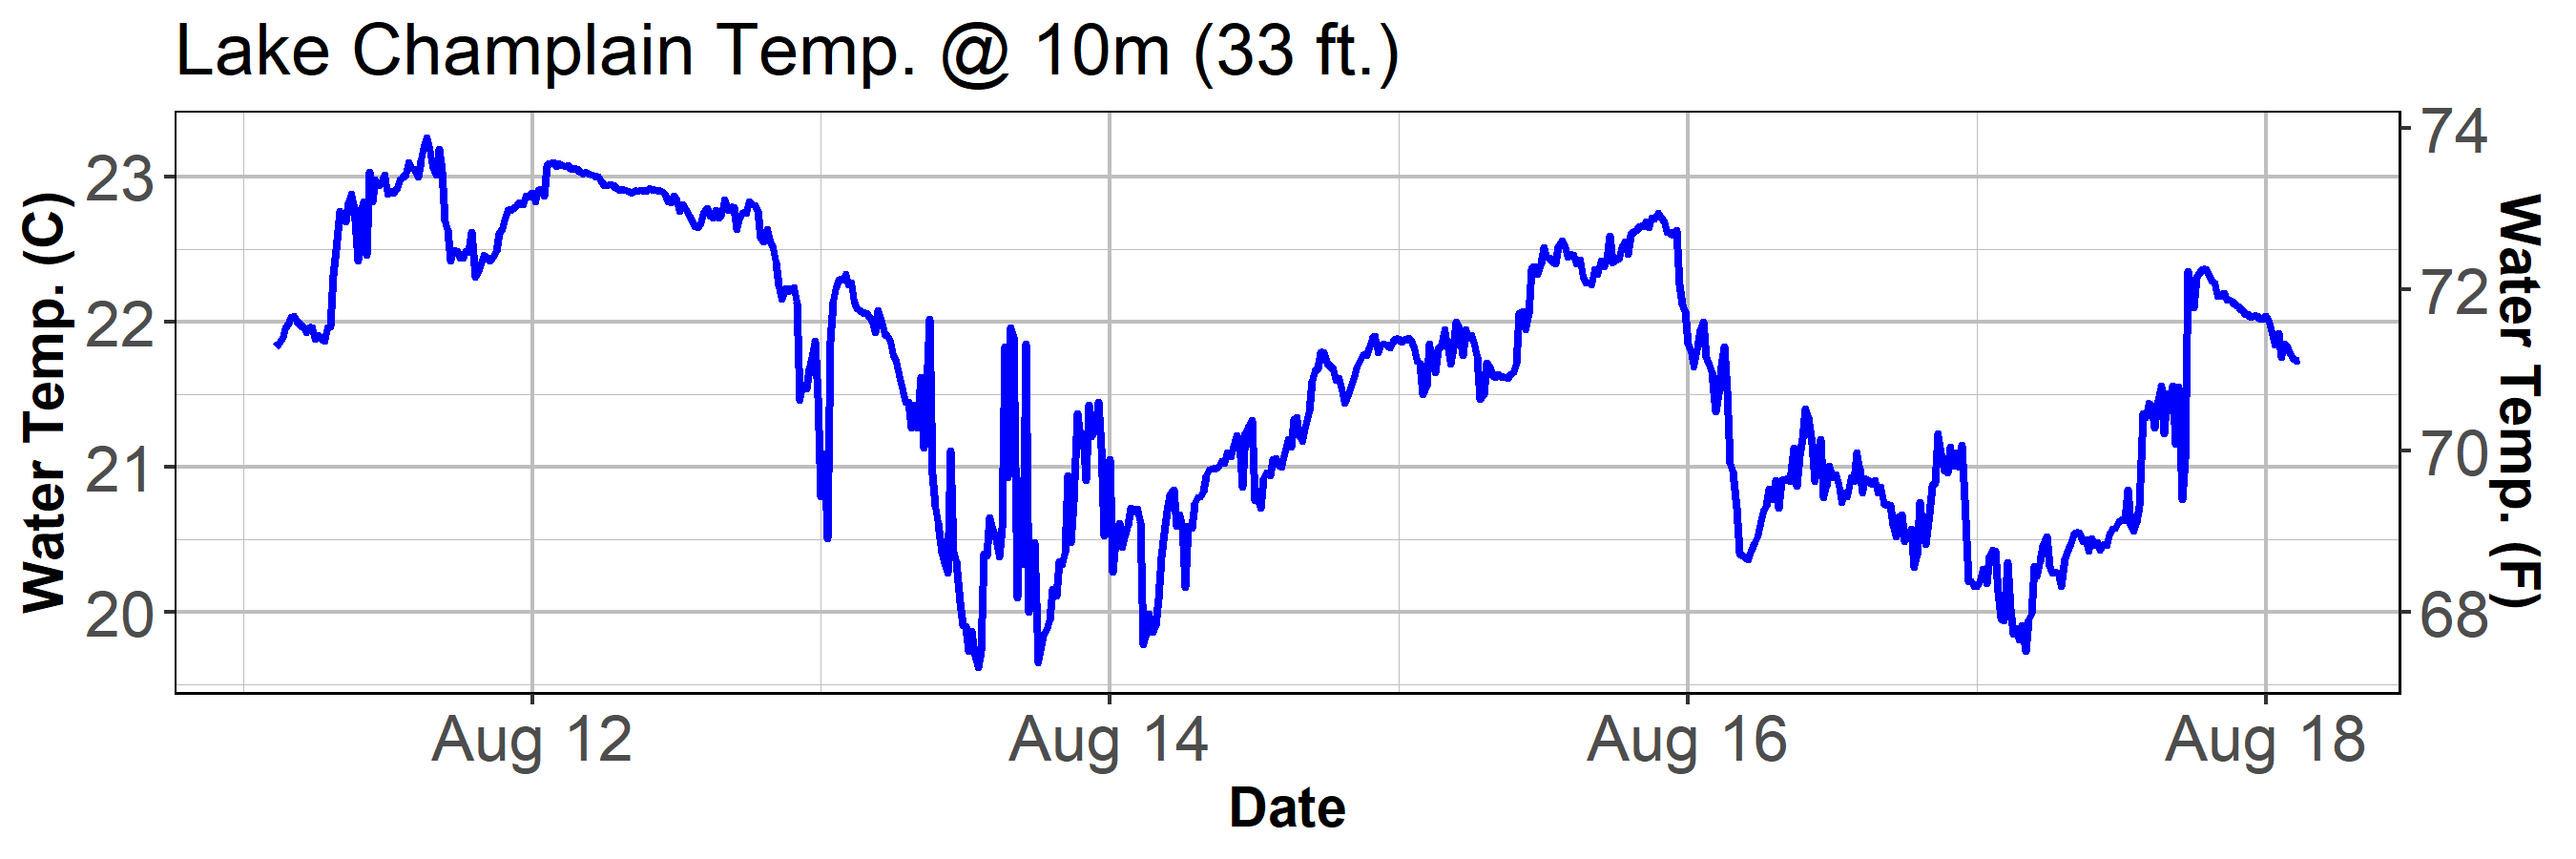 Lake Champlain Temp. @ 10m (33 ft.)
Water Temp. (C)
23
22
21
20
74
72
70
68
Water Temp. (F)
Aug 12
Aug 14
Aug 16
Aug 18
Date